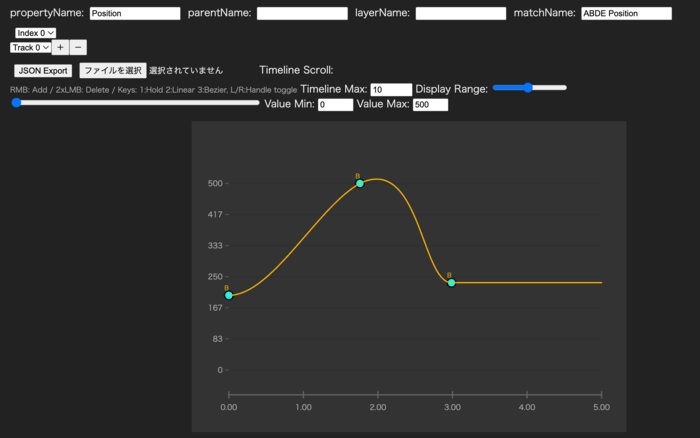 propertyName: Position parentName: layerName: matchName: ABDE Position
Index 0
Track 0 + −
JSON Export ファイルを選択 選択されていません Timeline Scroll:
RMB: Add / 2xLMB: Delete / Keys: 1:Hold 2:Linear 3:Bezier, L/R:Handle toggle Timeline Max: 10 Display Range:
Value Min: 0 Value Max: 500
B
500
417
333
250
B
B
167
83
0
0.00 1.00 2.00 3.00 4.00 5.00